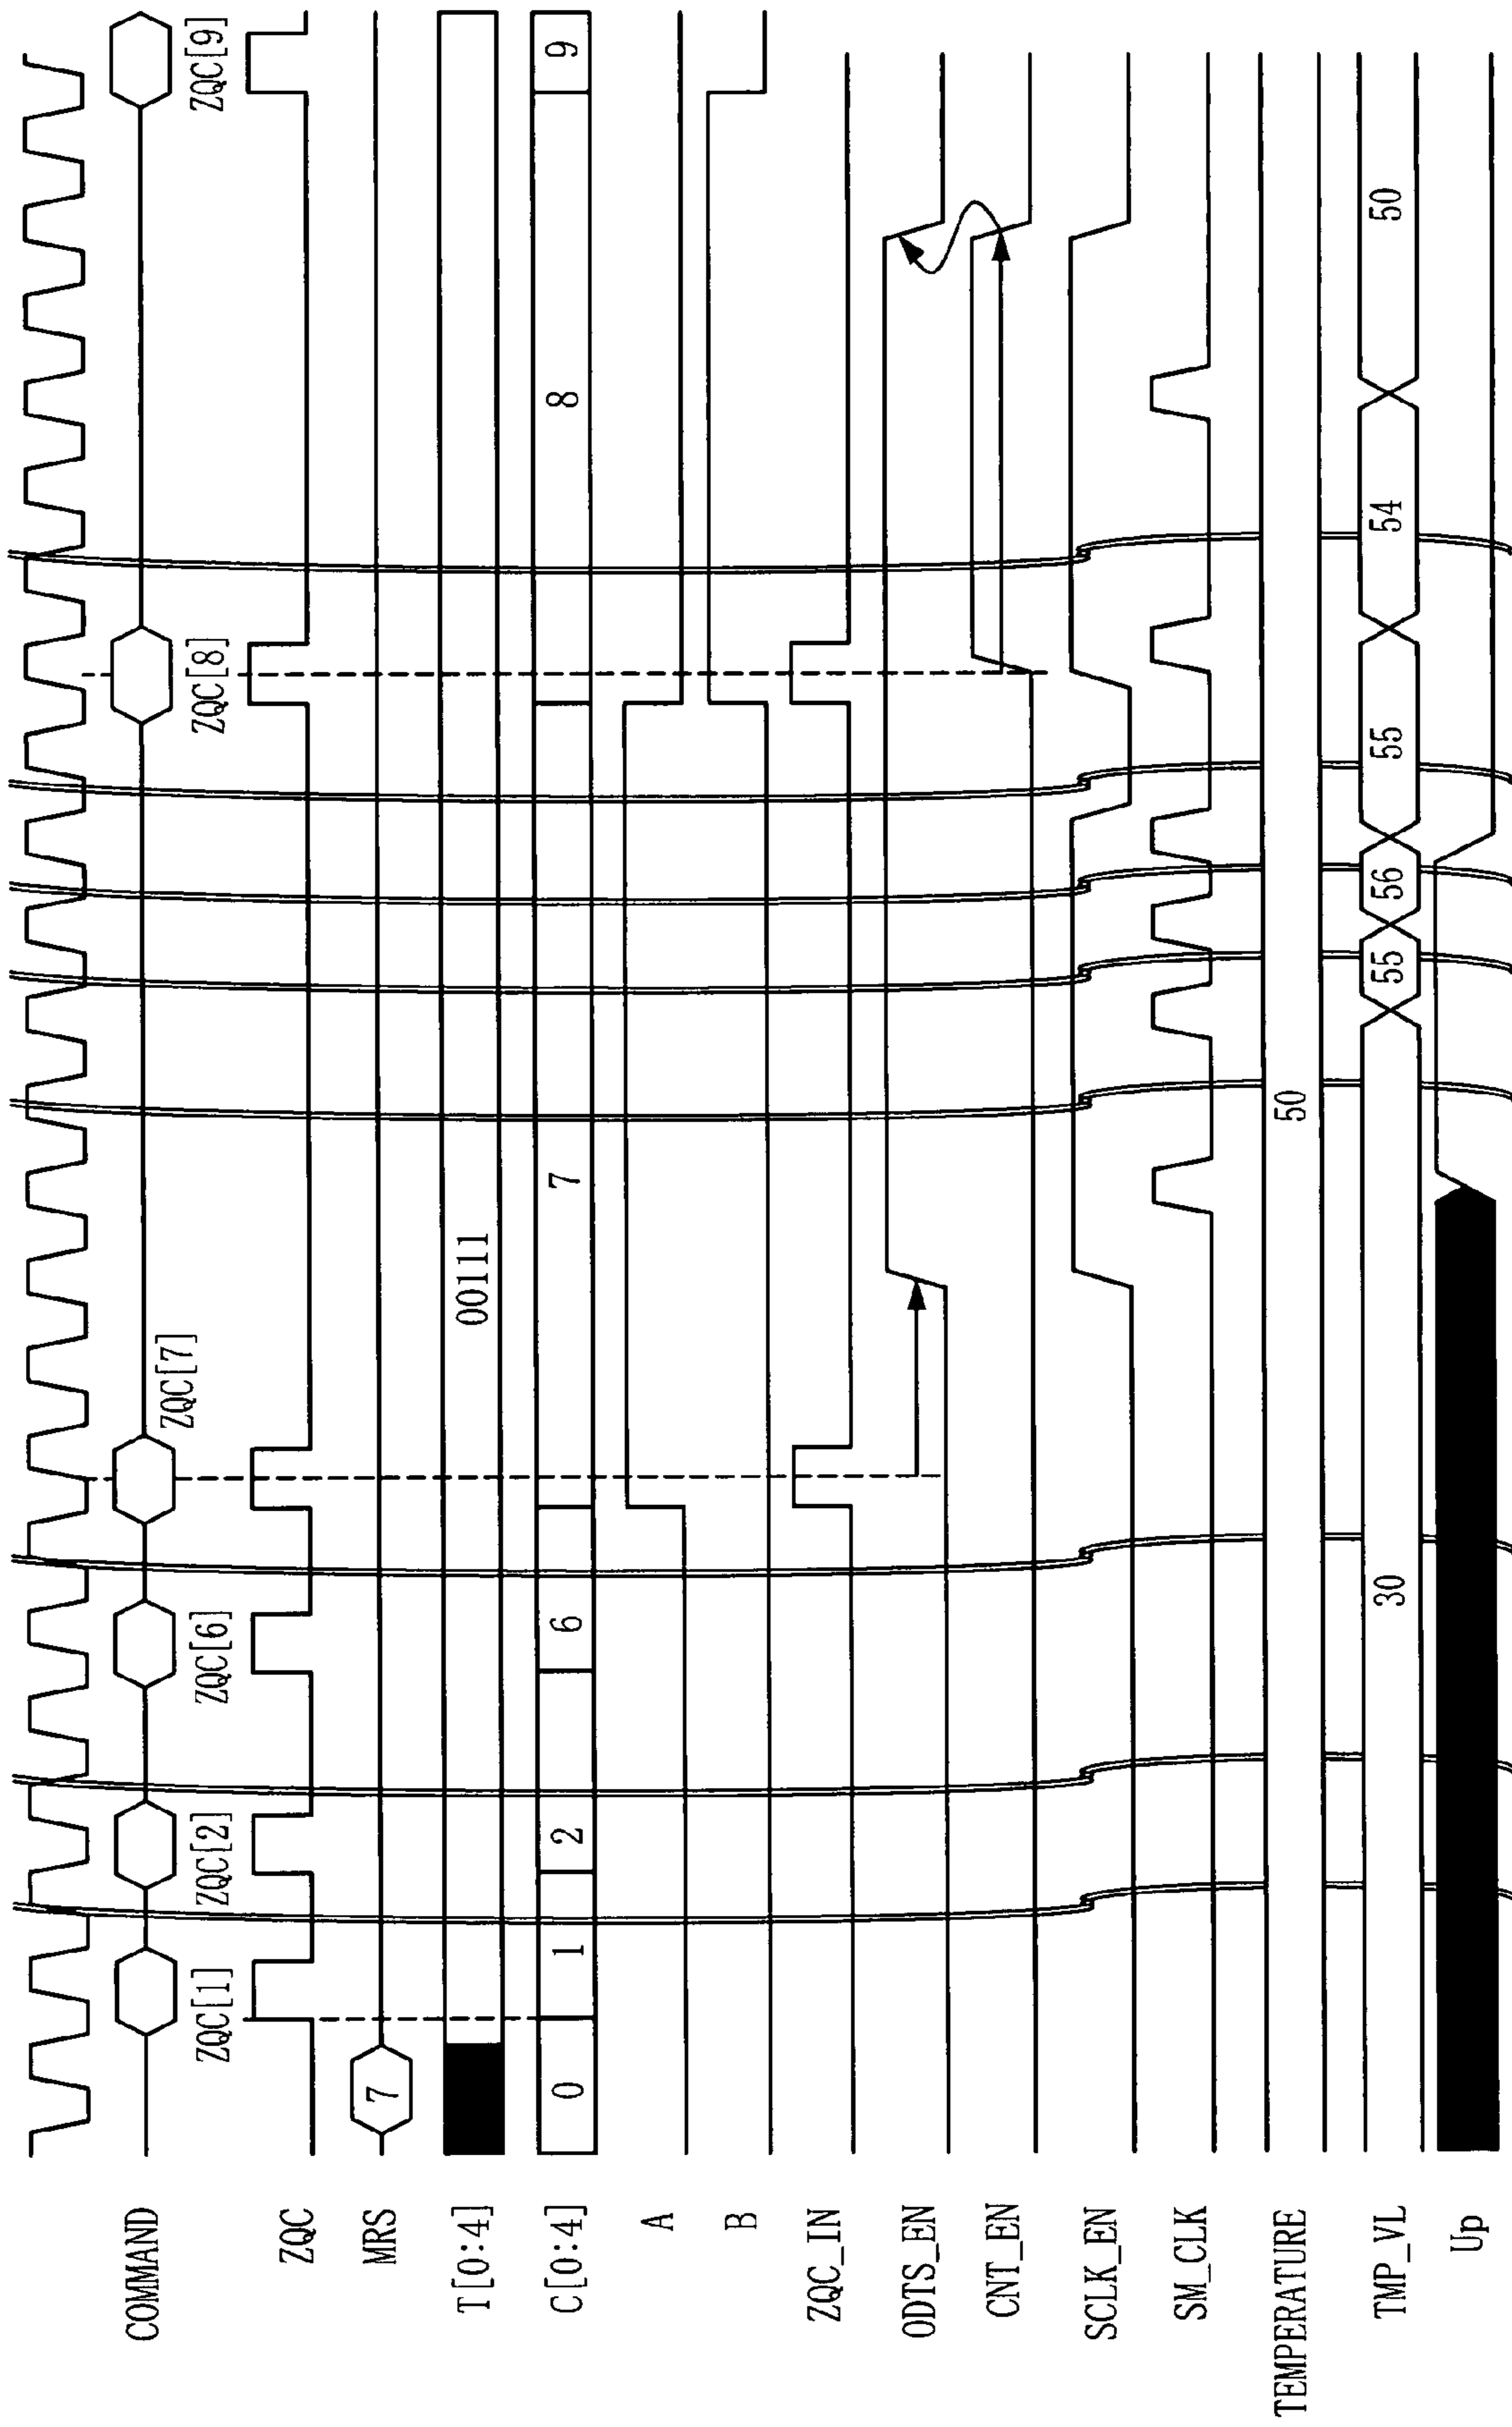 COMMAND
ZQC[1] ZQC[2] ZQC[6] ZQC[7] ZQC[8] ZQC[9]
ZQC
MRS 7
T[0:4] 00111
C[0:4] 0 1 2 6 7 8 9
A
B
ZQC_IN
ODTS_EN
CNT_EN
SCLK_EN
SM_CLK
TEMPERATURE 50
TMP_VL 30 55 56 55 54 50
Up